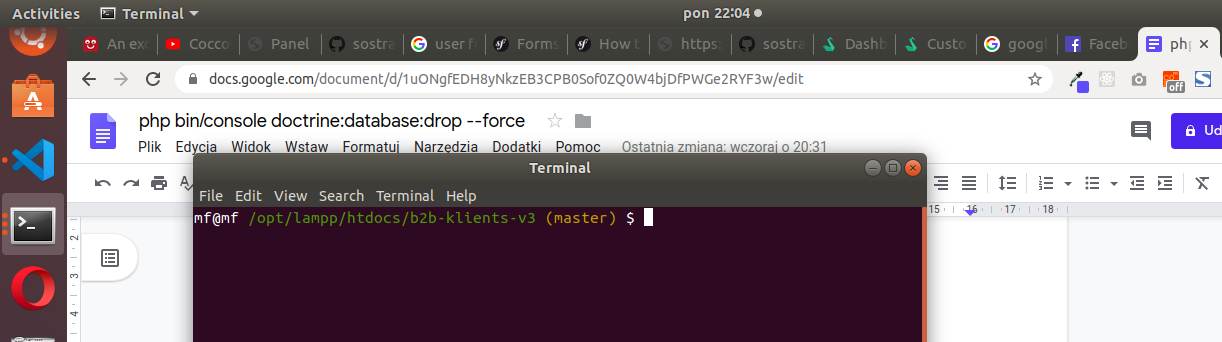 Activities Terminal pon 22:04
An exc Cocco Panel sostra user f Forms How t https: sostra Dashb Custo googl Faceb php
docs.google.com/document/d/1uONgfEDH8yNkzEB3CPB0Sof0ZQ0W4bjDfPWGe2RYF3w/edit
off
php bin/console doctrine:database:drop --force
Ud
Plik Edycja Widok Wstaw Formatuj Narzędzia Dodatki Pomoc Ostatnia zmiana: wczoraj o 20:31
Terminal
File Edit View Search Terminal Help
mf@mf /opt/lampp/htdocs/b2b-klients-v3 (master) $
15 16 17 18
2
3
4